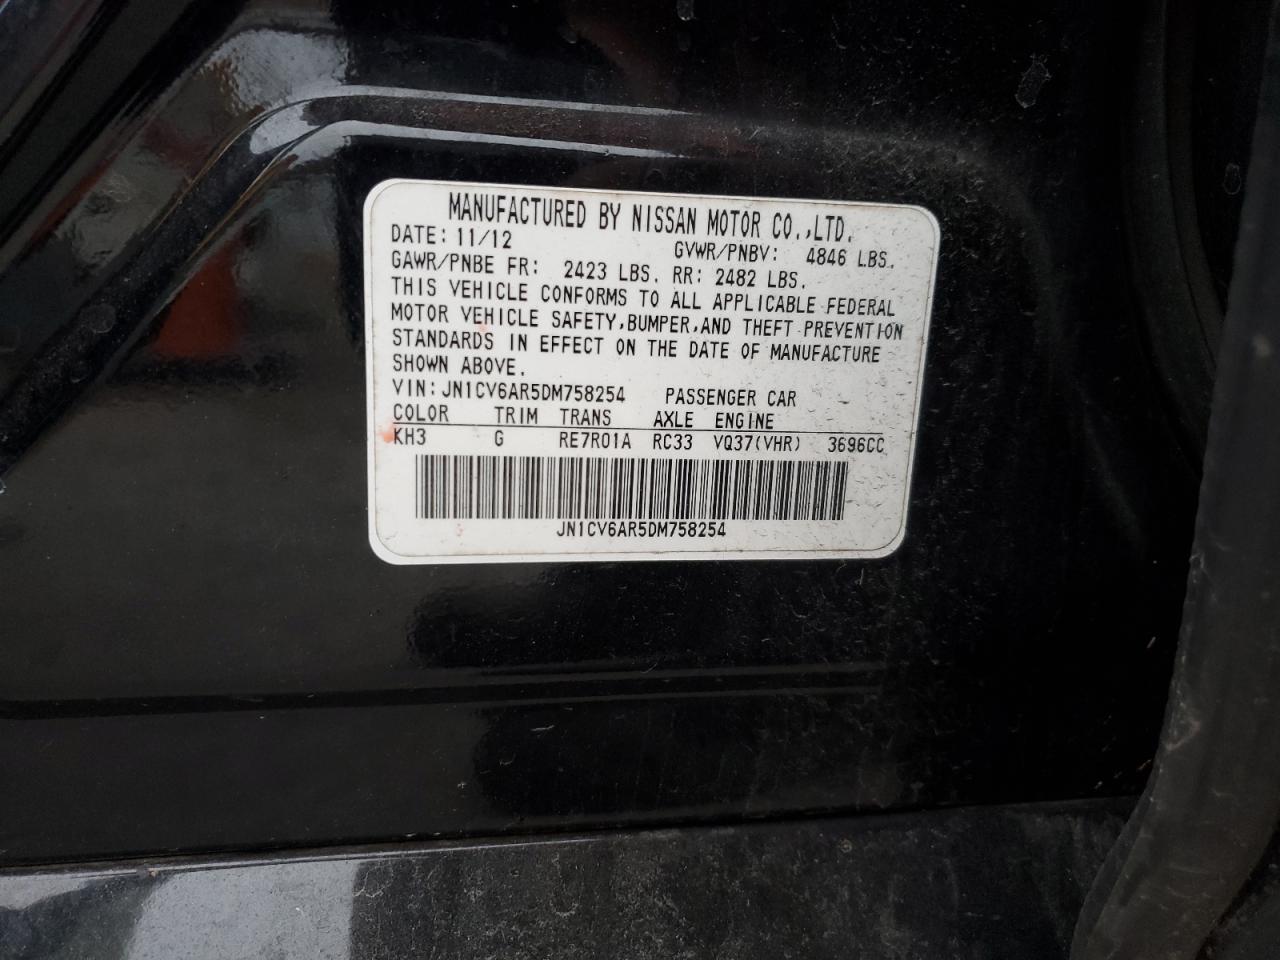 MANUFACTURED BY NISSAN MOTOR CO.,LTD.
DATE: 11/12 GVWR/PNBV: 4846 LBS.
GAWR/PNBE FR: 2423 LBS. RR: 2482 LBS.
THIS VEHICLE CONFORMS TO ALL APPLICABLE FEDERAL
MOTOR VEHICLE SAFETY,BUMPER,AND THEFT PREVENTION
STANDARDS IN EFFECT ON THE DATE OF MANUFACTURE
SHOWN ABOVE.
VIN:JN1CV6AR5DM758254 PASSENGER CAR
COLOR TRIM TRANS AXLE ENGINE
KH3 G RE7R01A RC33 VQ37(VHR) 3696CC
JN1CV6AR5DM758254